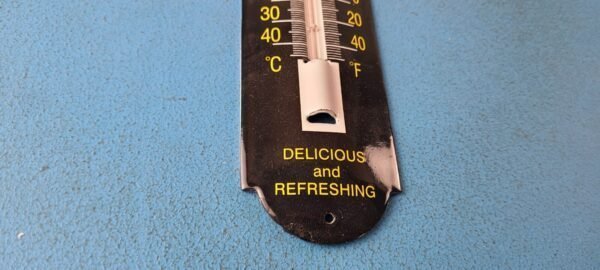 30 20
40 40
°C °F
DELICIOUS
and
REFRESHING